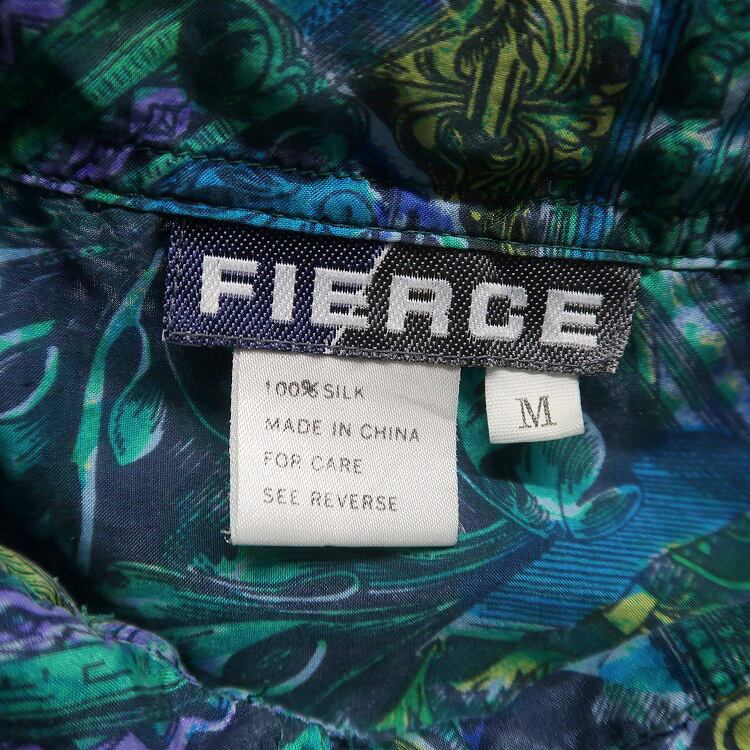 FIERCE
100% SILK
MADE IN CHINA
FOR CARE
SEE REVERSE
M